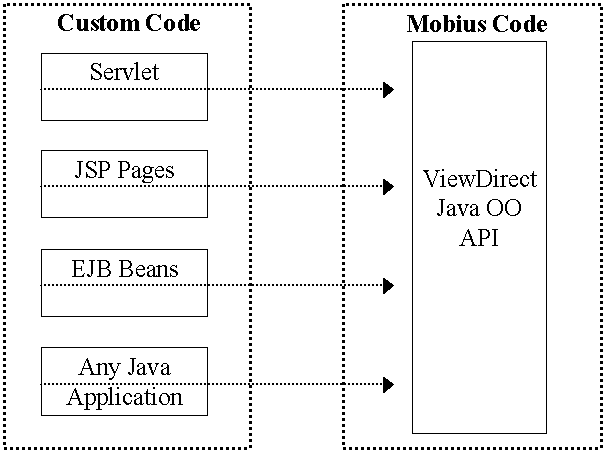 Custom Code
Mobius Code
Servlet
JSP Pages
EJB Beans
Any Java
Application
ViewDirect
Java OO
API